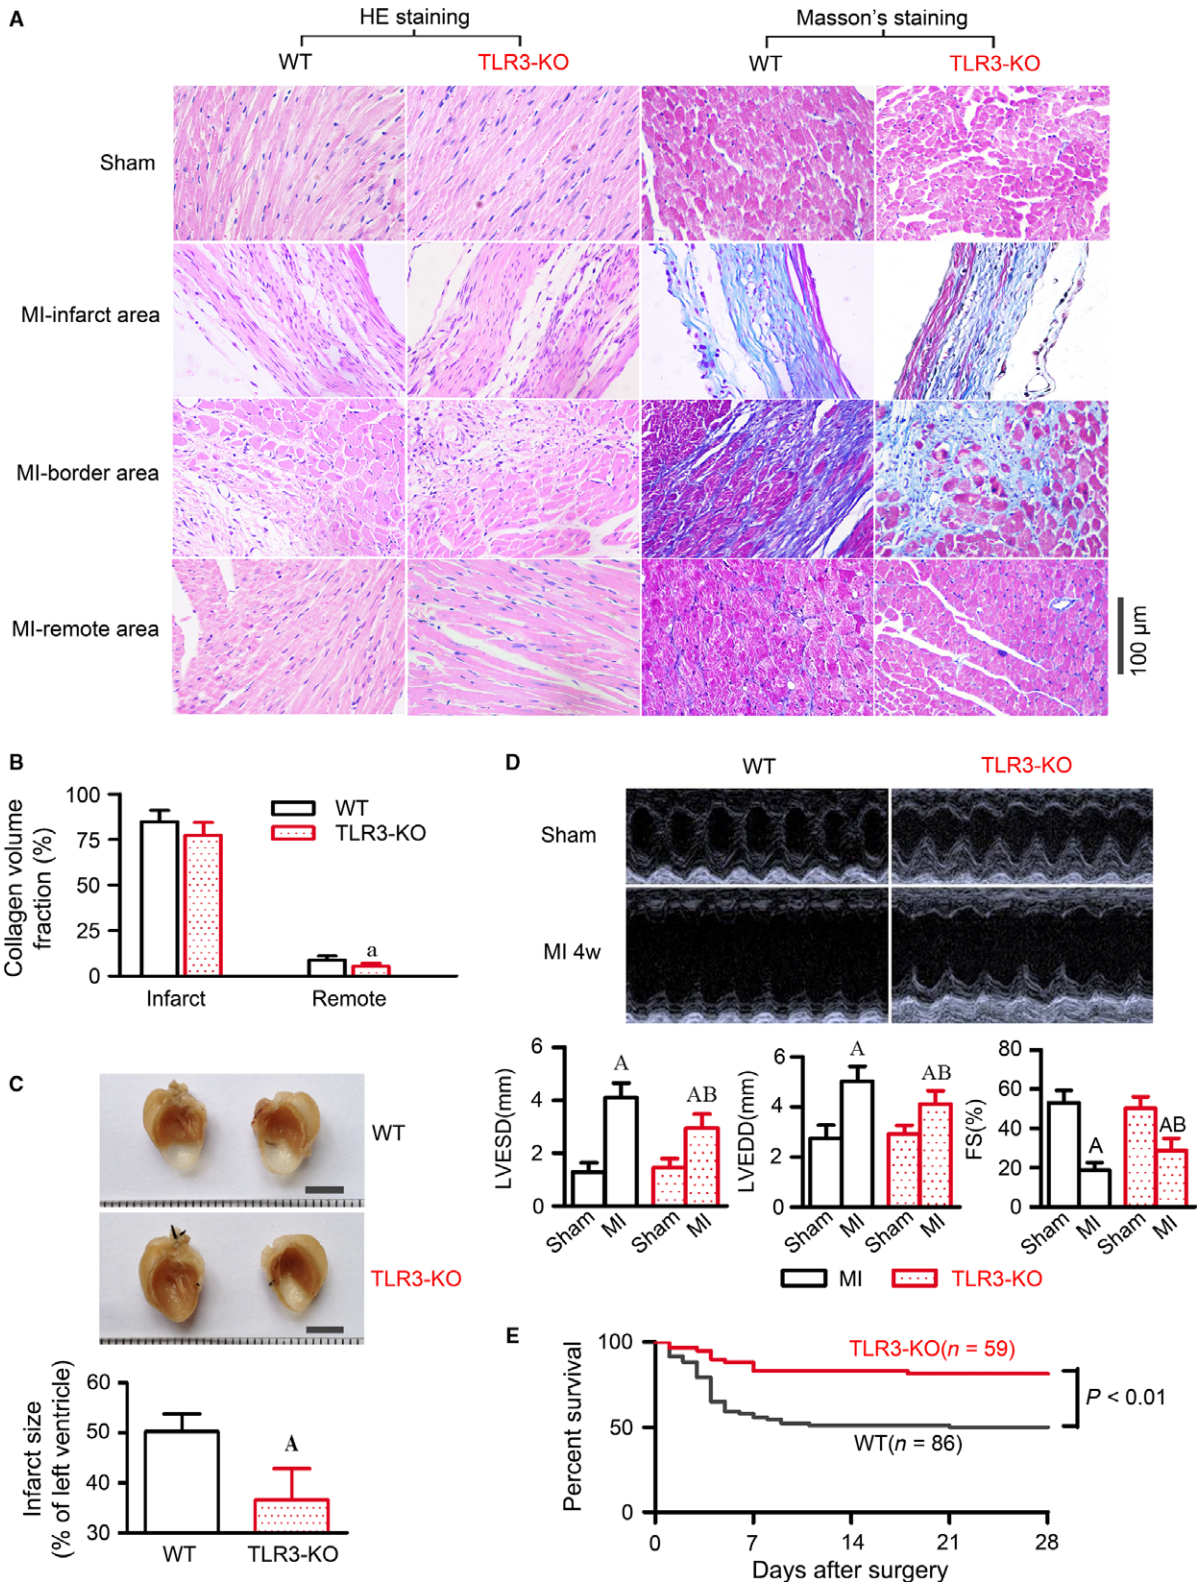 A
HE staining
Masson's staining
WT
TLR3-KO
WT
TLR3-KO
Sham
MI-infarct area
MI-border area
MI-remote area
100 μm
B
Collagen volume
fraction (%)
100
75
50
25
0
WT
TLR3-KO
a
Infarct
Remote
C
WT
TLR3-KO
Infarct size
(% of left ventricle)
60
50
40
30
A
WT
TLR3-KO
D
WT
TLR3-KO
Sham
MI 4w
LVESD(mm)
6
4
2
0
A
AB
Sham
MI
Sham
MI
LVEDD(mm)
6
4
2
0
A
AB
Sham
MI
Sham
MI
FS(%)
80
60
40
20
0
A
AB
Sham
MI
Sham
MI
MI
TLR3-KO
E
Percent survival
100
50
0
TLR3-KO(n = 59)
P < 0.01
WT(n = 86)
0
7
14
21
28
Days after surgery